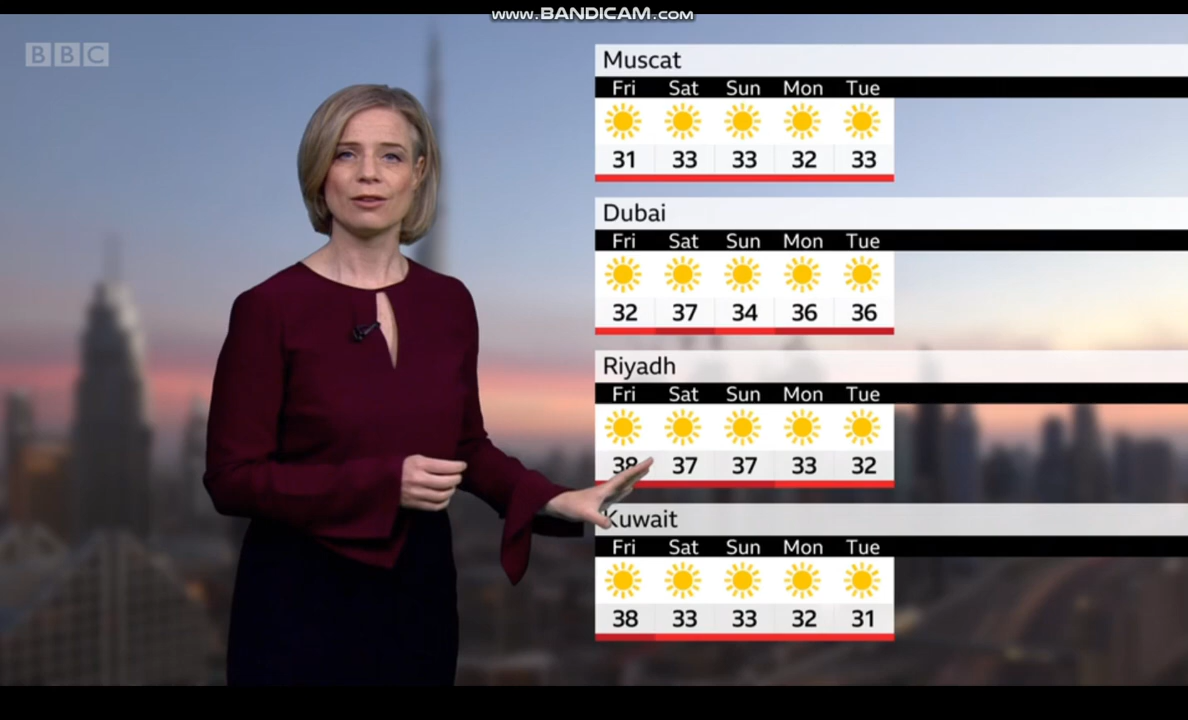 www.BANDICAM.com
BBC
Muscat
Fri Sat Sun Mon Tue
31 33 33 32 33
Dubai
Fri Sat Sun Mon Tue
32 37 34 36 36
Riyadh
Fri Sat Sun Mon Tue
38 37 37 33 32
Kuwait
Fri Sat Sun Mon Tue
38 33 33 32 31